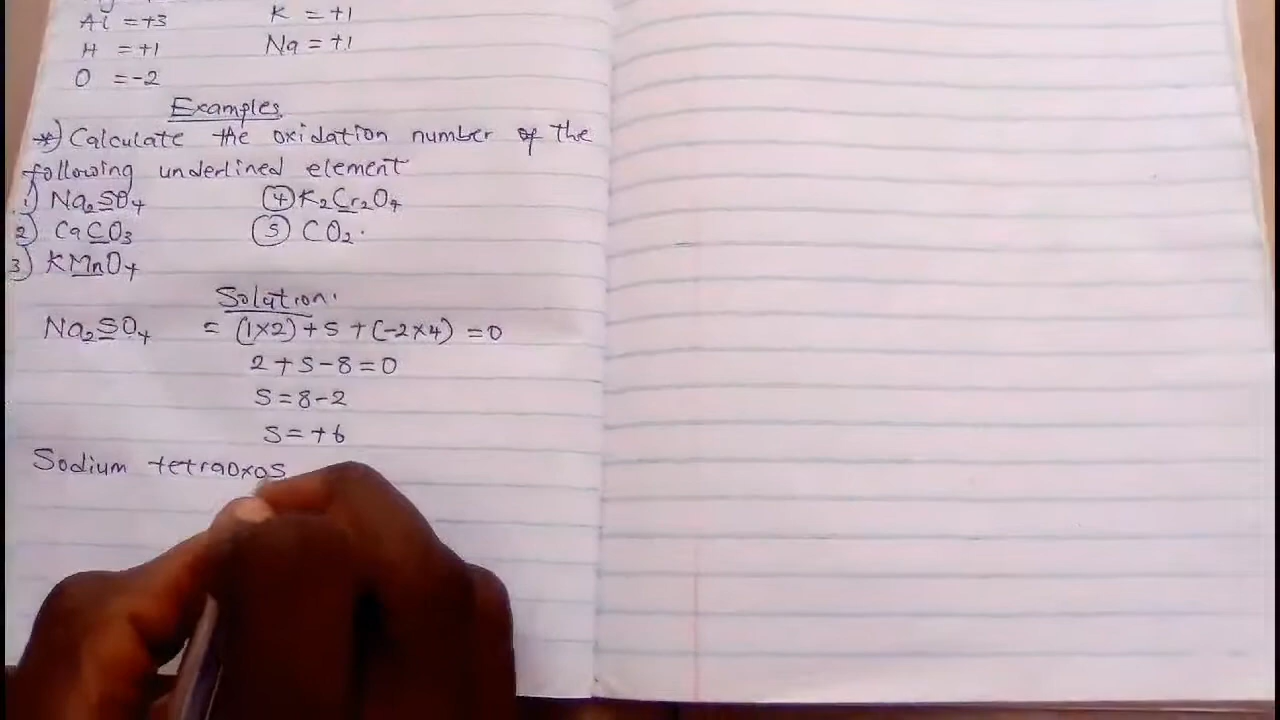 Al = +3 K = +1
H = +1 Na = +1
O = -2
Examples
*) Calculate the oxidation number of the
following underlined element
1) Na₂SO₄ ④ K₂Cr₂O₇
2) CaCO₃ ⑤ CO₂.
3) KMnO₄
Solution.
Na₂SO₄ = (1×2) + S + (-2×4) = 0
2 + S - 8 = 0
S = 8 - 2
S = +6
Sodium tetraoxos